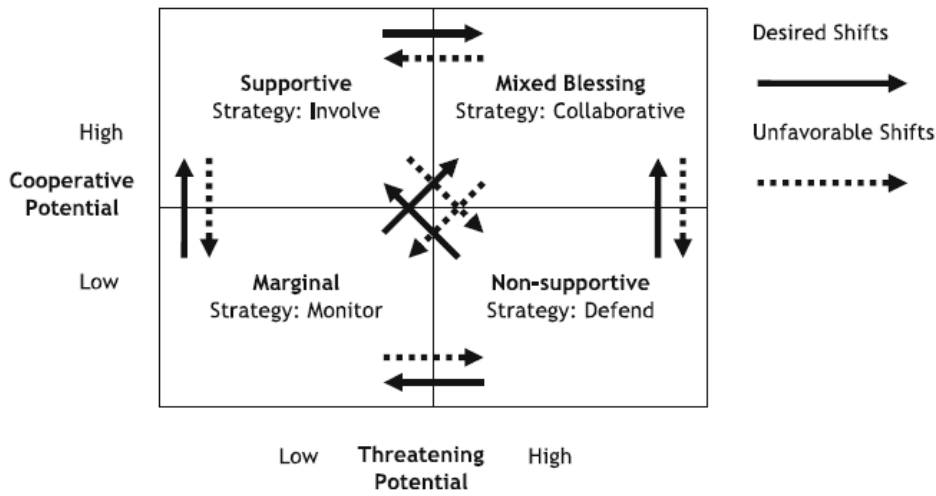 Supportive
Strategy: Involve
Mixed Blessing
Strategy: Collaborative
Desired Shifts
Unfavorable Shifts
High
Cooperative
Potential
Low
Marginal
Strategy: Monitor
Non-supportive
Strategy: Defend
Low
Threatening
Potential
High